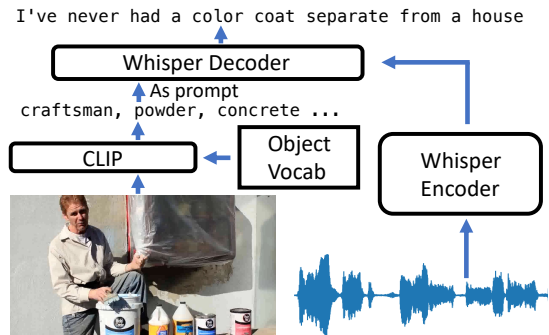 I've never had a color coat separate from a house
Whisper Decoder
As prompt
craftsman, powder, concrete ...
CLIP
Object
Vocab
Whisper
Encoder